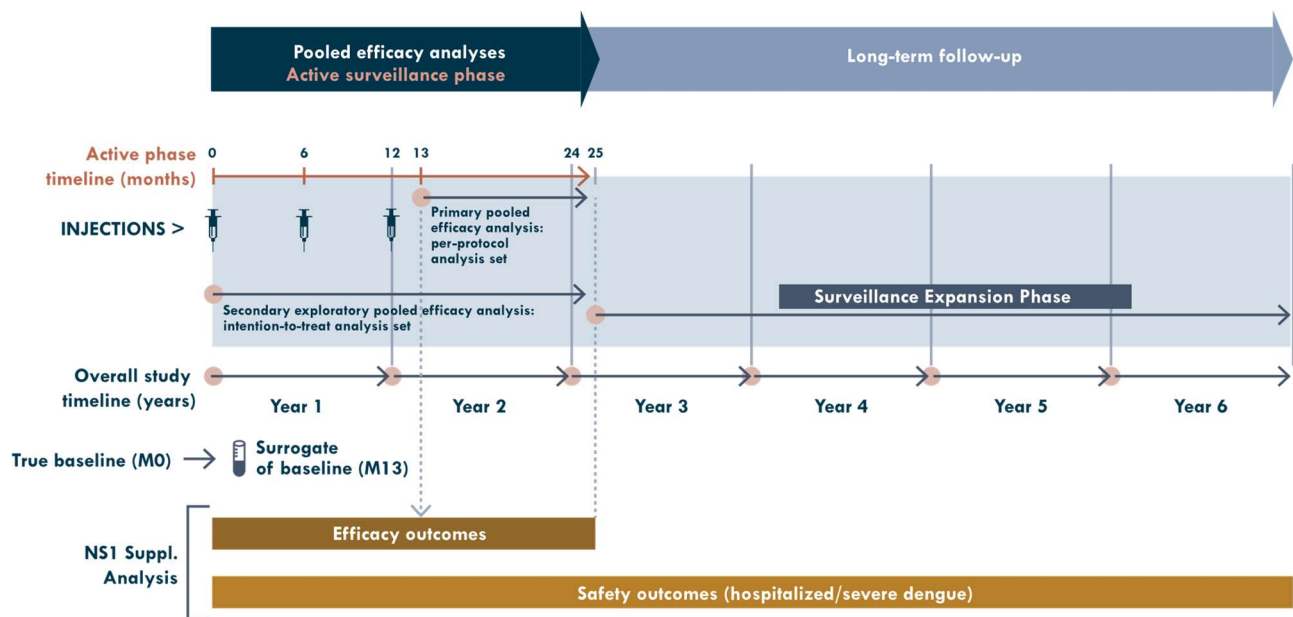 Pooled efficacy analyses
Active surveillance phase
Long-term follow-up
Active phase
timeline (months)
0 6 12 13 24 25
INJECTIONS >
Primary pooled
efficacy analysis:
per-protocol
analysis set
Secondary exploratory pooled efficacy analysis:
intention-to-treat analysis set
Surveillance Expansion Phase
Overall study
timeline (years)
Year 1 Year 2 Year 3 Year 4 Year 5 Year 6
True baseline (M0)
Surrogate
of baseline (M13)
NS1 Suppl.
Analysis
Efficacy outcomes
Safety outcomes (hospitalized/severe dengue)